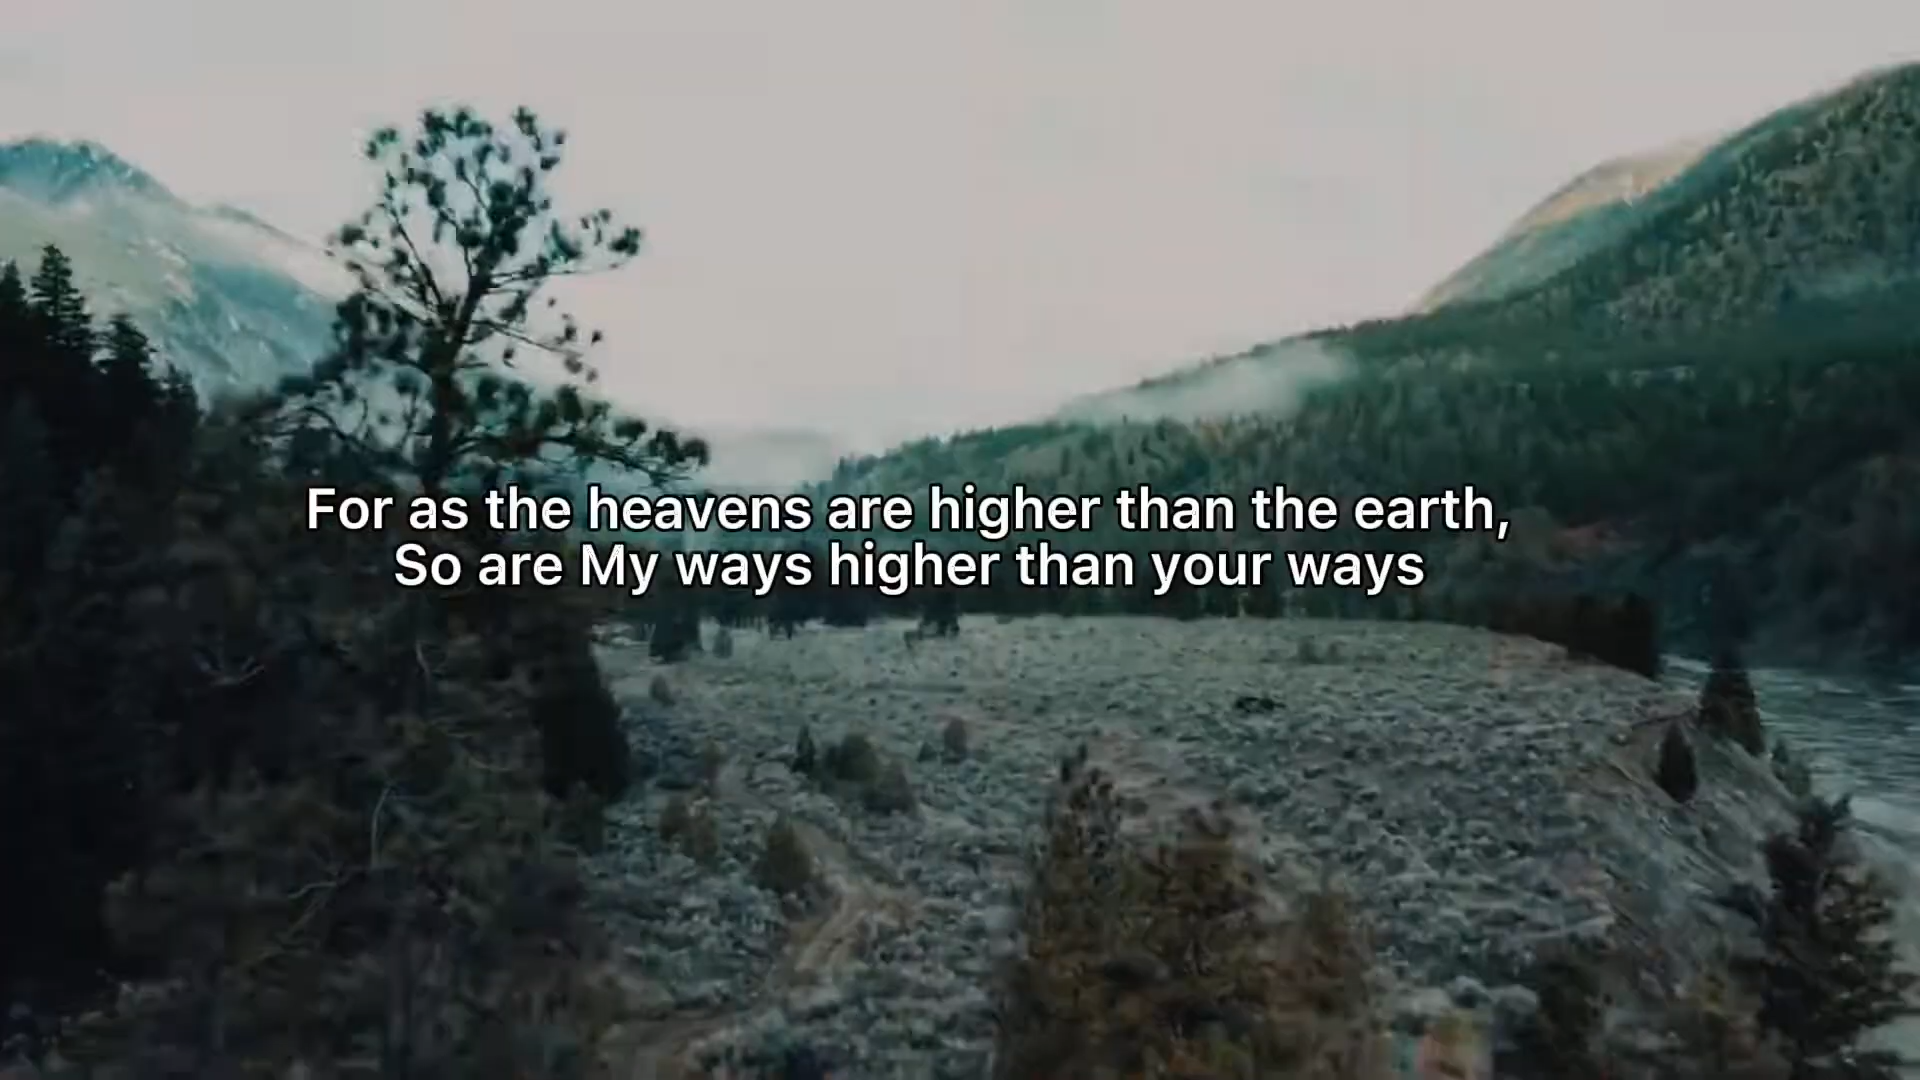 For as the heavens are higher than the earth,
So are My ways higher than your ways